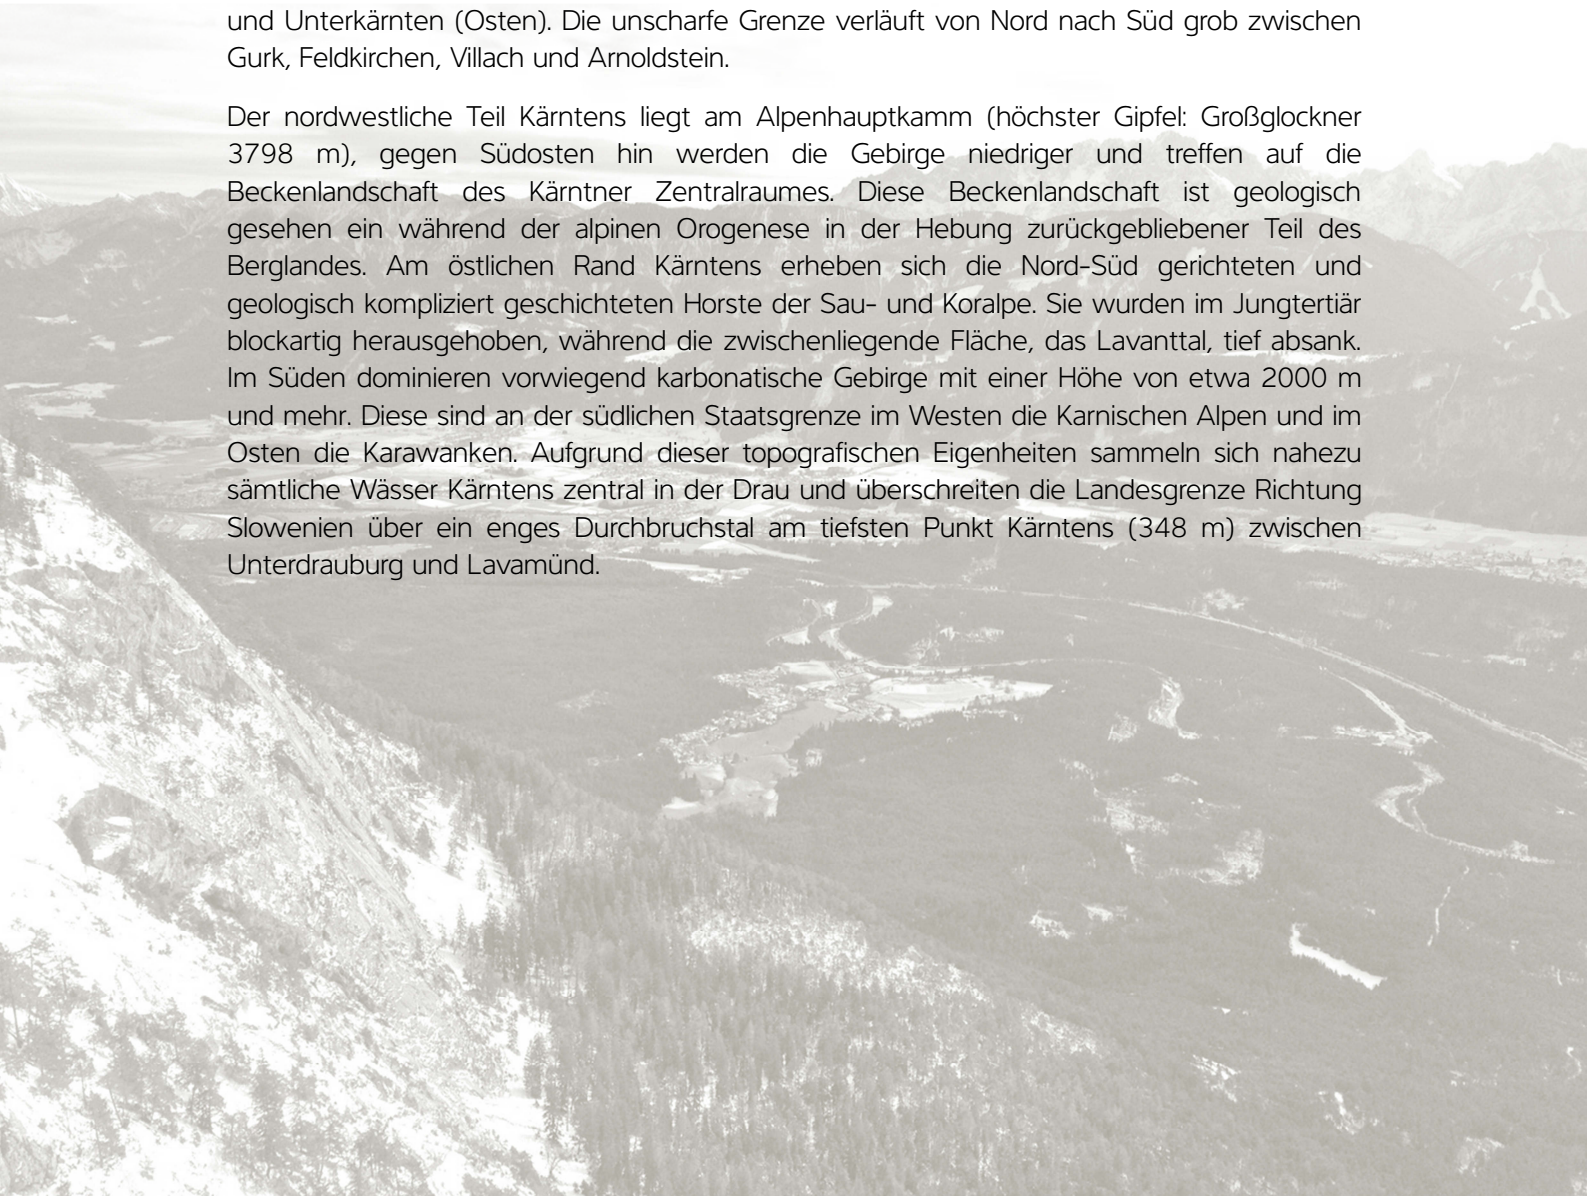 und Unterkärnten (Osten). Die unscharfe Grenze verläuft von Nord nach Süd grob zwischen
Gurk, Feldkirchen, Villach und Arnoldstein.
Der nordwestliche Teil Kärntens liegt am Alpenhauptkamm (höchster Gipfel: Großglockner
3798 m), gegen Südosten hin werden die Gebirge niedriger und treffen auf die
Beckenlandschaft des Kärntner Zentralraumes. Diese Beckenlandschaft ist geologisch
gesehen ein während der alpinen Orogenese in der Hebung zurückgebliebener Teil des
Berglandes. Am östlichen Rand Kärntens erheben sich die Nord-Süd gerichteten und
geologisch kompliziert geschichteten Horste der Sau- und Koralpe. Sie wurden im Jungtertiär
blockartig herausgehoben, während die zwischenliegende Fläche, das Lavanttal, tief absank.
Im Süden dominieren vorwiegend karbonatische Gebirge mit einer Höhe von etwa 2000 m
und mehr. Diese sind an der südlichen Staatsgrenze im Westen die Karnischen Alpen und im
Osten die Karawanken. Aufgrund dieser topografischen Eigenheiten sammeln sich nahezu
sämtliche Wässer Kärntens zentral in der Drau und überschreiten die Landesgrenze Richtung
Slowenien über ein enges Durchbruchstal am tiefsten Punkt Kärntens (348 m) zwischen
Unterdrauburg und Lavamünd.